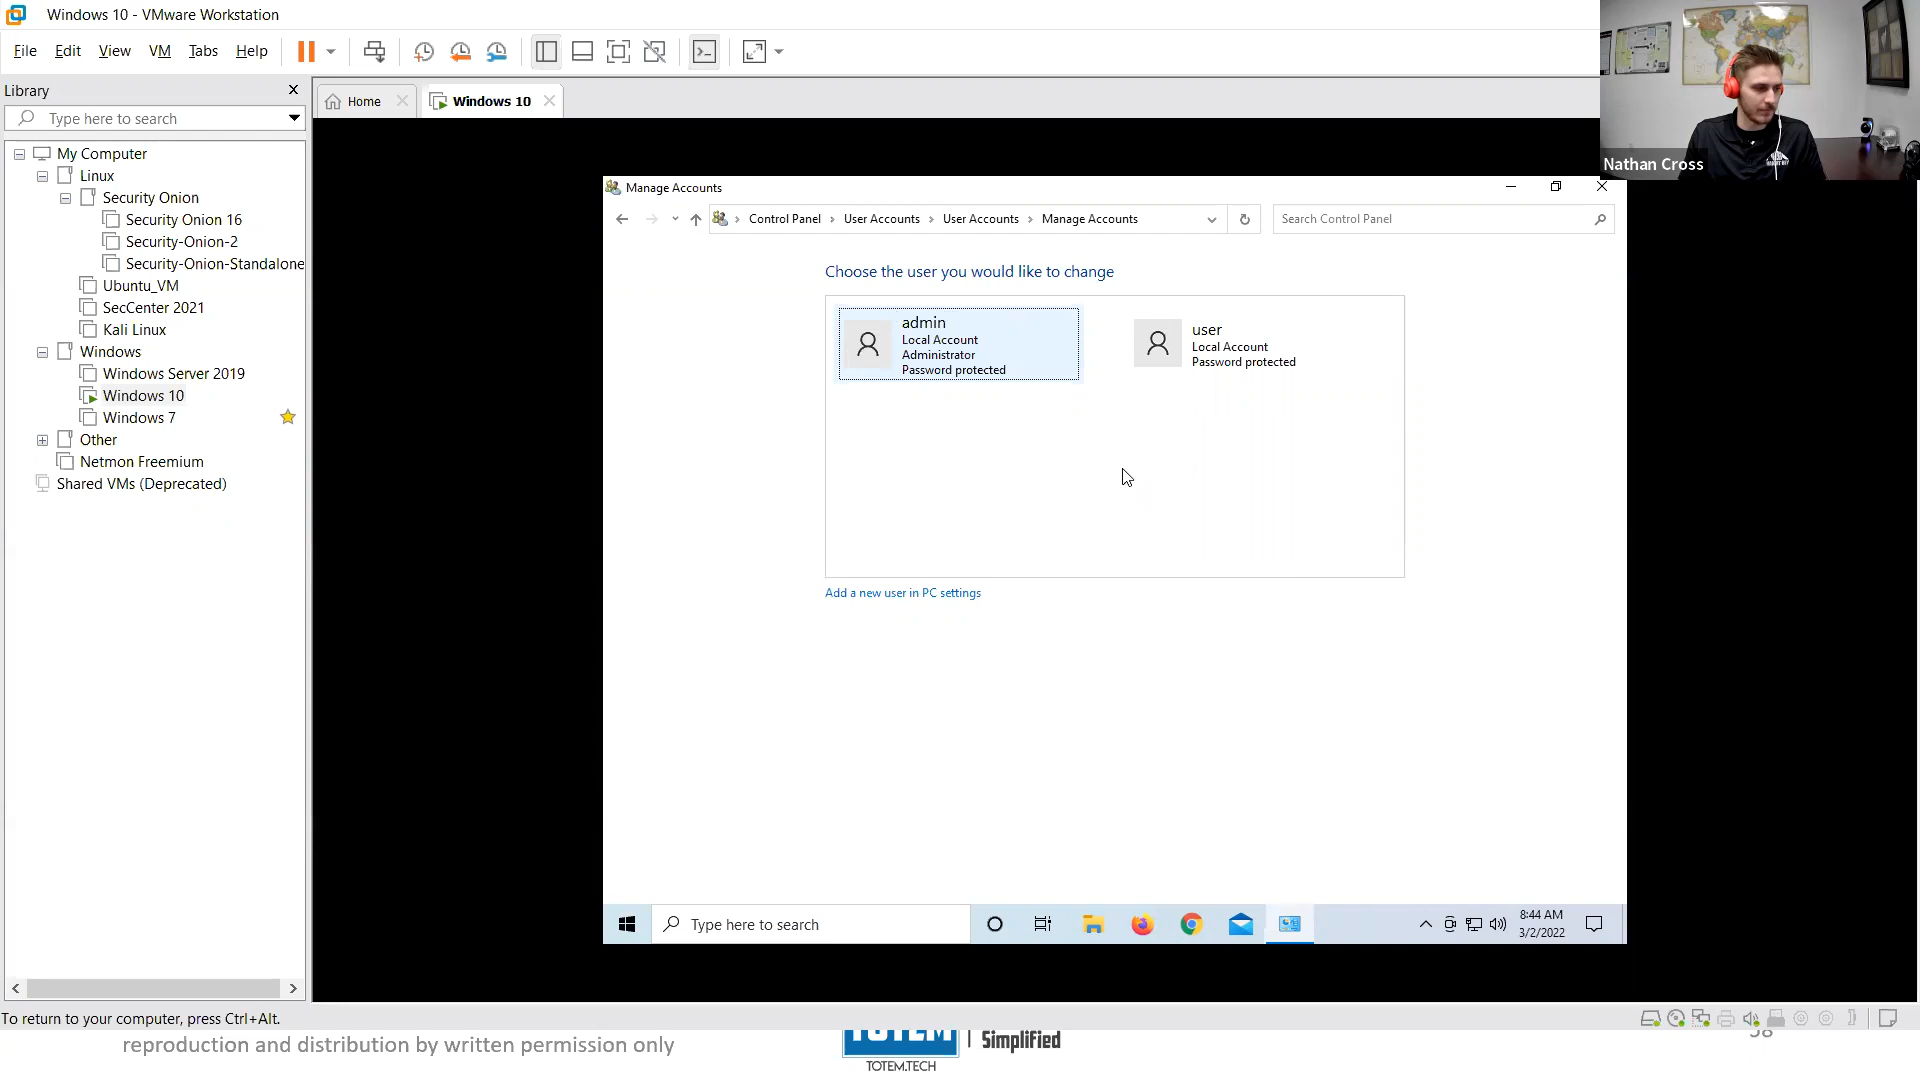 Windows 10 - VMware Workstation
File Edit View VM Tabs Help
Nathan Cross
Library
Type here to search
My Computer
Linux
Security Onion
Security Onion 16
Security-Onion-2
Security-Onion-Standalone
Ubuntu_VM
SecCenter 2021
Kali Linux
Windows
Windows Server 2019
Windows 10
Windows 7
Other
Netmon Freemium
Shared VMs (Deprecated)
Home
Windows 10
Manage Accounts
Control Panel > User Accounts > User Accounts > Manage Accounts
Search Control Panel
Choose the user you would like to change
admin
Local Account
Administrator
Password protected
user
Local Account
Password protected
Add a new user in PC settings
Type here to search
8:44 AM
3/2/2022
To return to your computer, press Ctrl+Alt.
reproduction and distribution by written permission only
TOTEM | Simplified
TOTEM.TECH